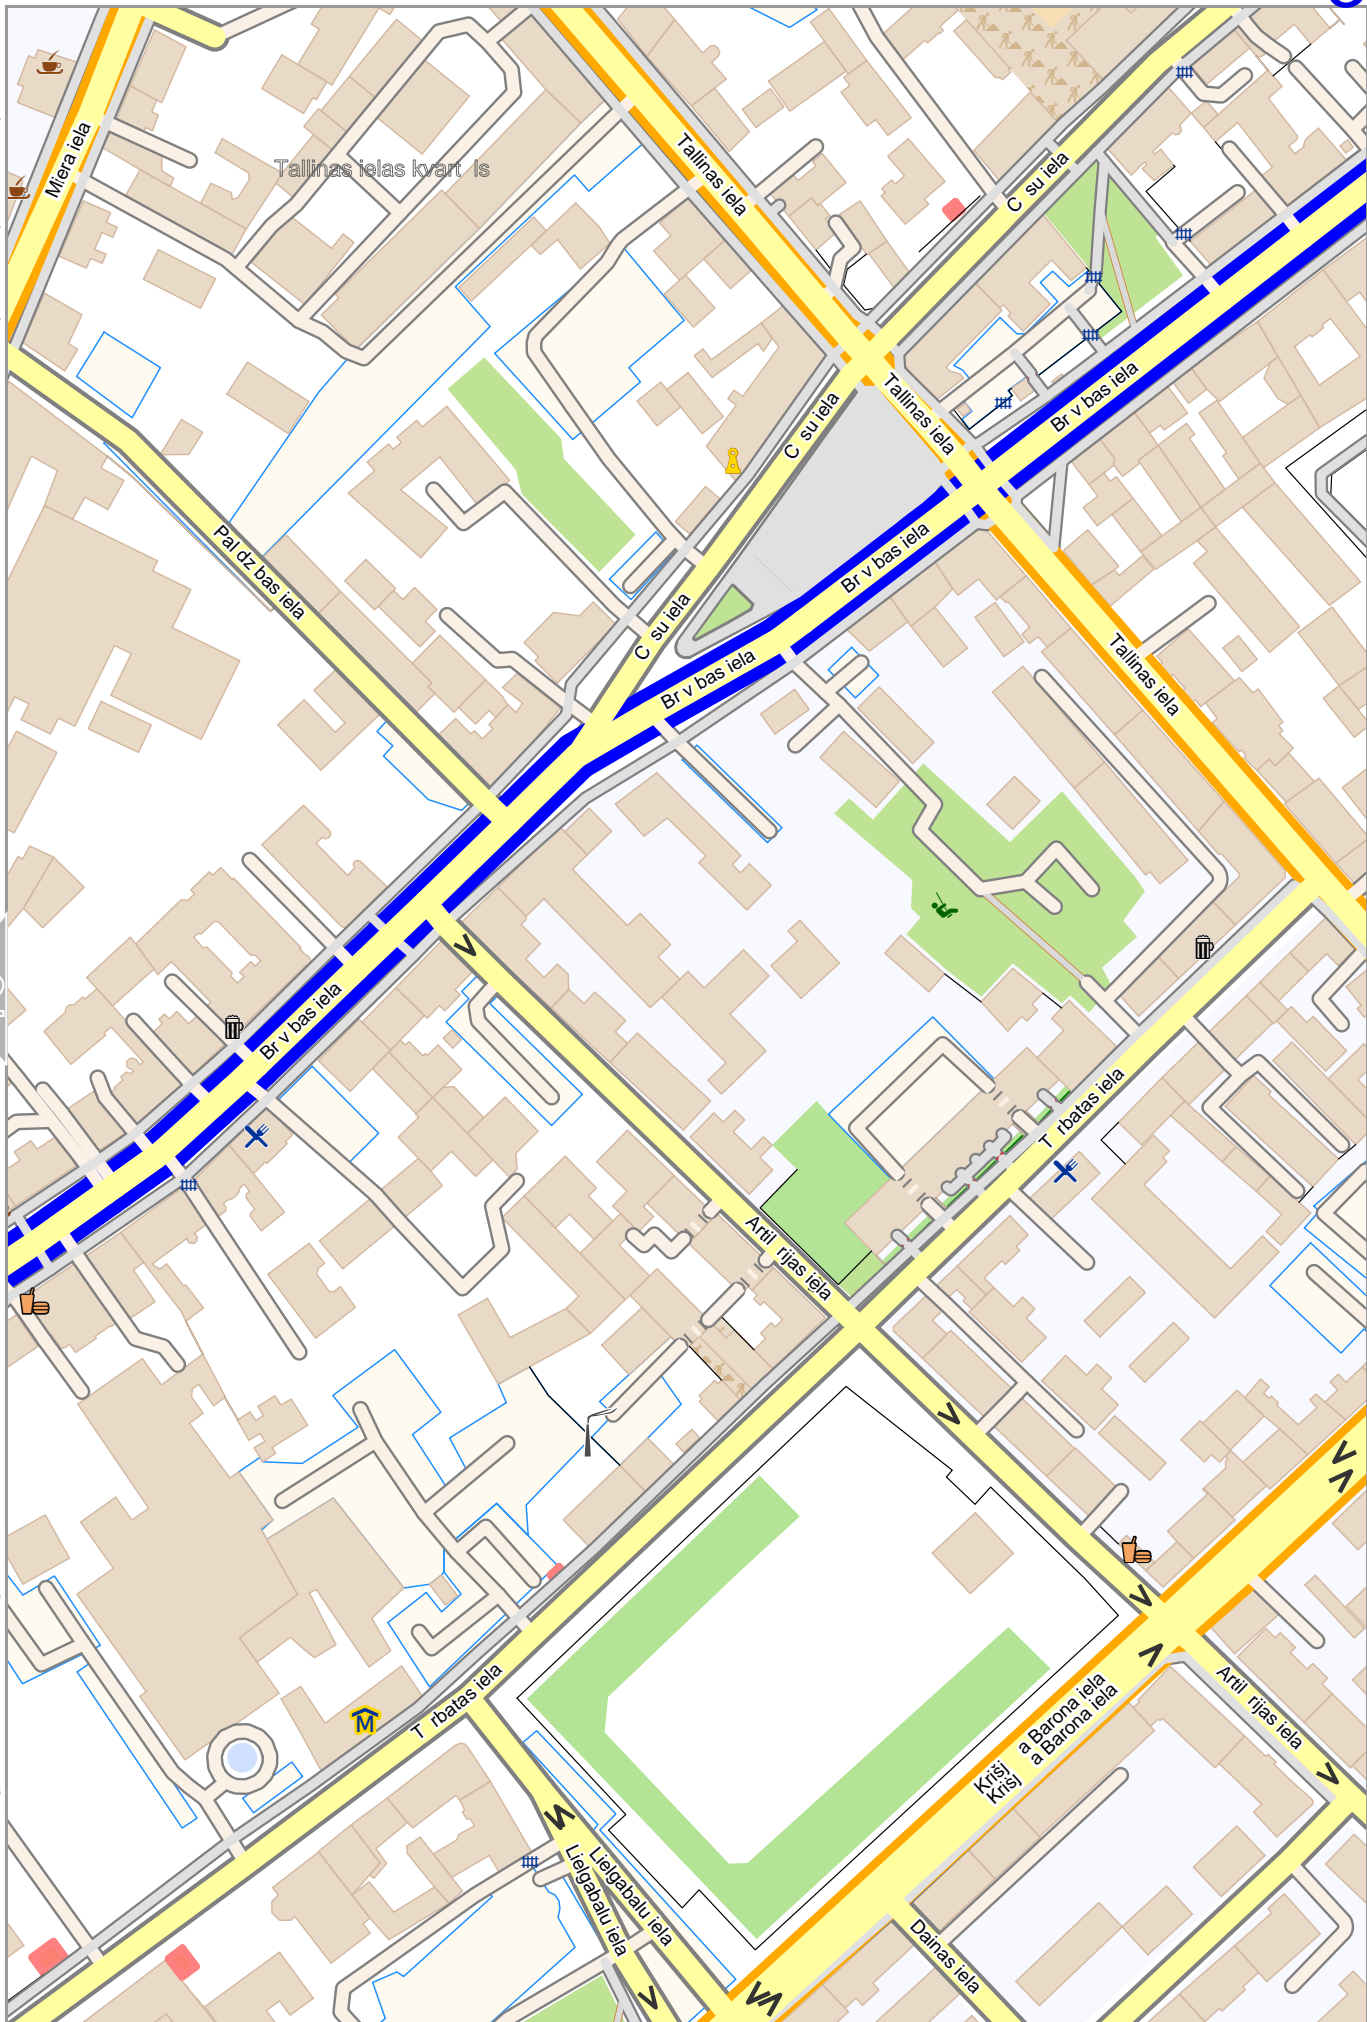 Miera iela
Tallinas ielas kvart ls
Tallinas iela
C su iela
Br v bas iela
Tallinas iela
C su iela
Pal dz bas iela
Br v bas iela
C su iela
Br v bas iela
Tallinas iela
Br v bas iela
T rbatas iela
Artil rijas iela
T rbatas iela
Krišj a Barona iela
Krišj a Barona iela
Artil rijas iela
Lielgabalu iela
Lielgabalu iela
Dainas iela